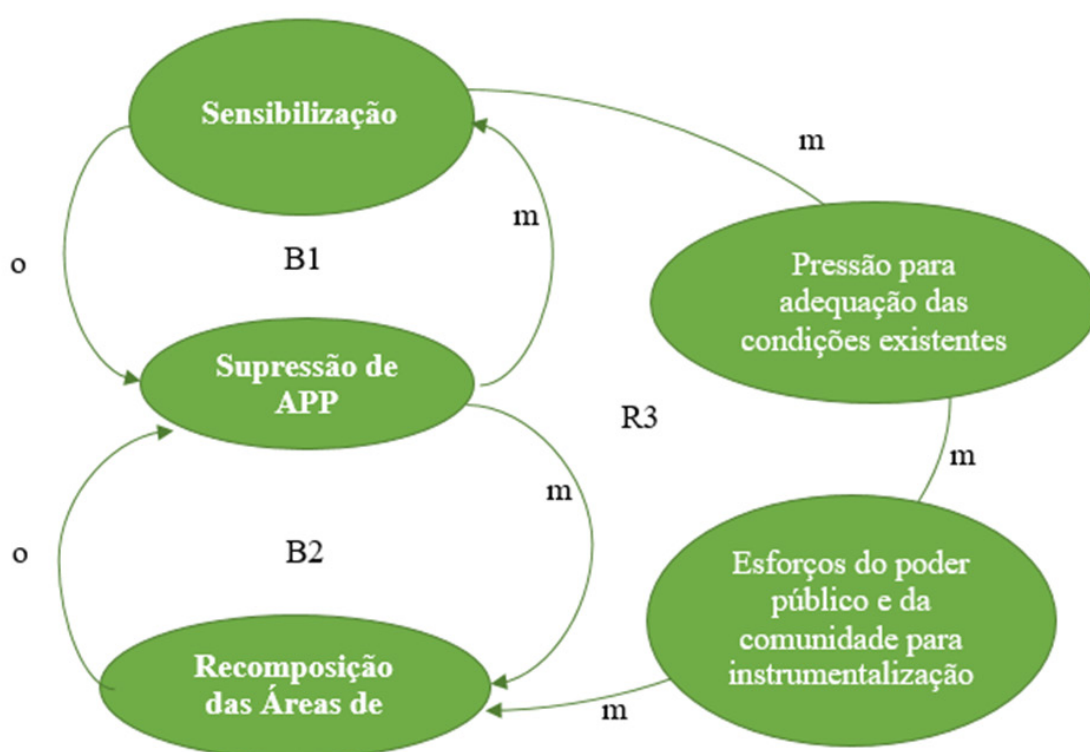 Sensibilização
m
Pressão para
adequação das
condições existentes
m
o
B1
Supressão de
APP
R3
m
m
o
B2
Esforços do poder
público e da
comunidade para
instrumentalização
Recomposição
das Áreas de
m